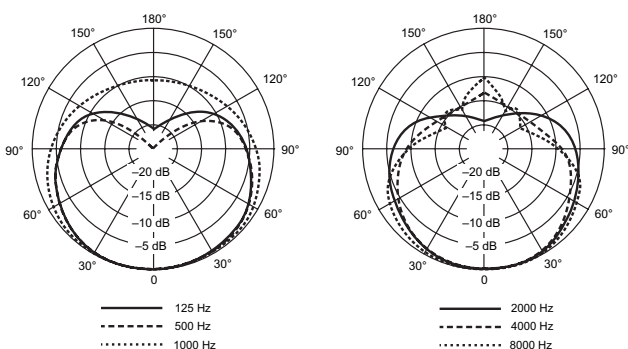 180°
150° 150°
120° 120°
90° 90°
60° 60°
30° 30°
0
–20 dB
–15 dB
–10 dB
–5 dB
125 Hz
500 Hz
1000 Hz
180°
150° 150°
120° 120°
90° 90°
60° 60°
30° 30°
0
–20 dB
–15 dB
–10 dB
–5 dB
2000 Hz
4000 Hz
8000 Hz